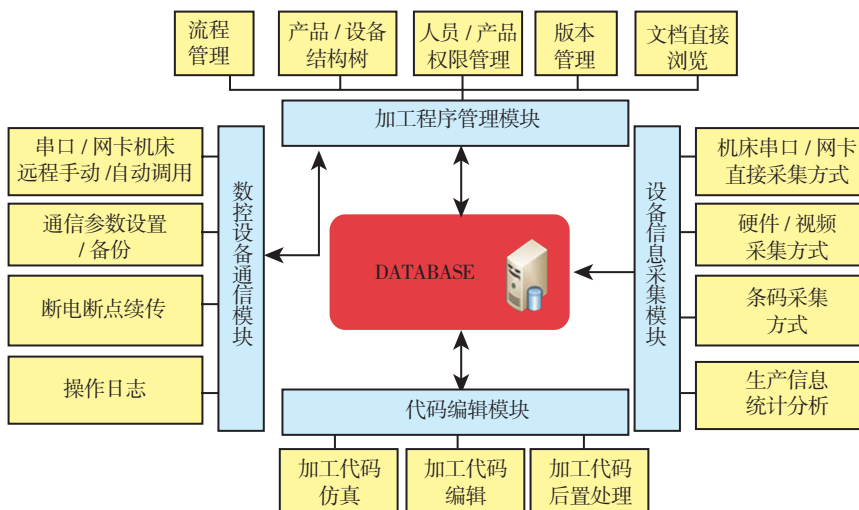 流程
管理
产品 / 设备
结构树
人员 / 产品
权限管理
版本
管理
文档直接
浏览
加工程序管理模块
串口 / 网卡机床
远程手动 /自动调用
通信参数设置
/ 备份
断电断点续传
操作日志
数控设备通信模块
DATABASE
设备信息采集模块
机床串口 / 网卡
直接采集方式
硬件 / 视频
采集方式
条码采集
方式
生产信息
统计分析
代码编辑模块
加工代码
仿真
加工代码
编辑
加工代码
后置处理